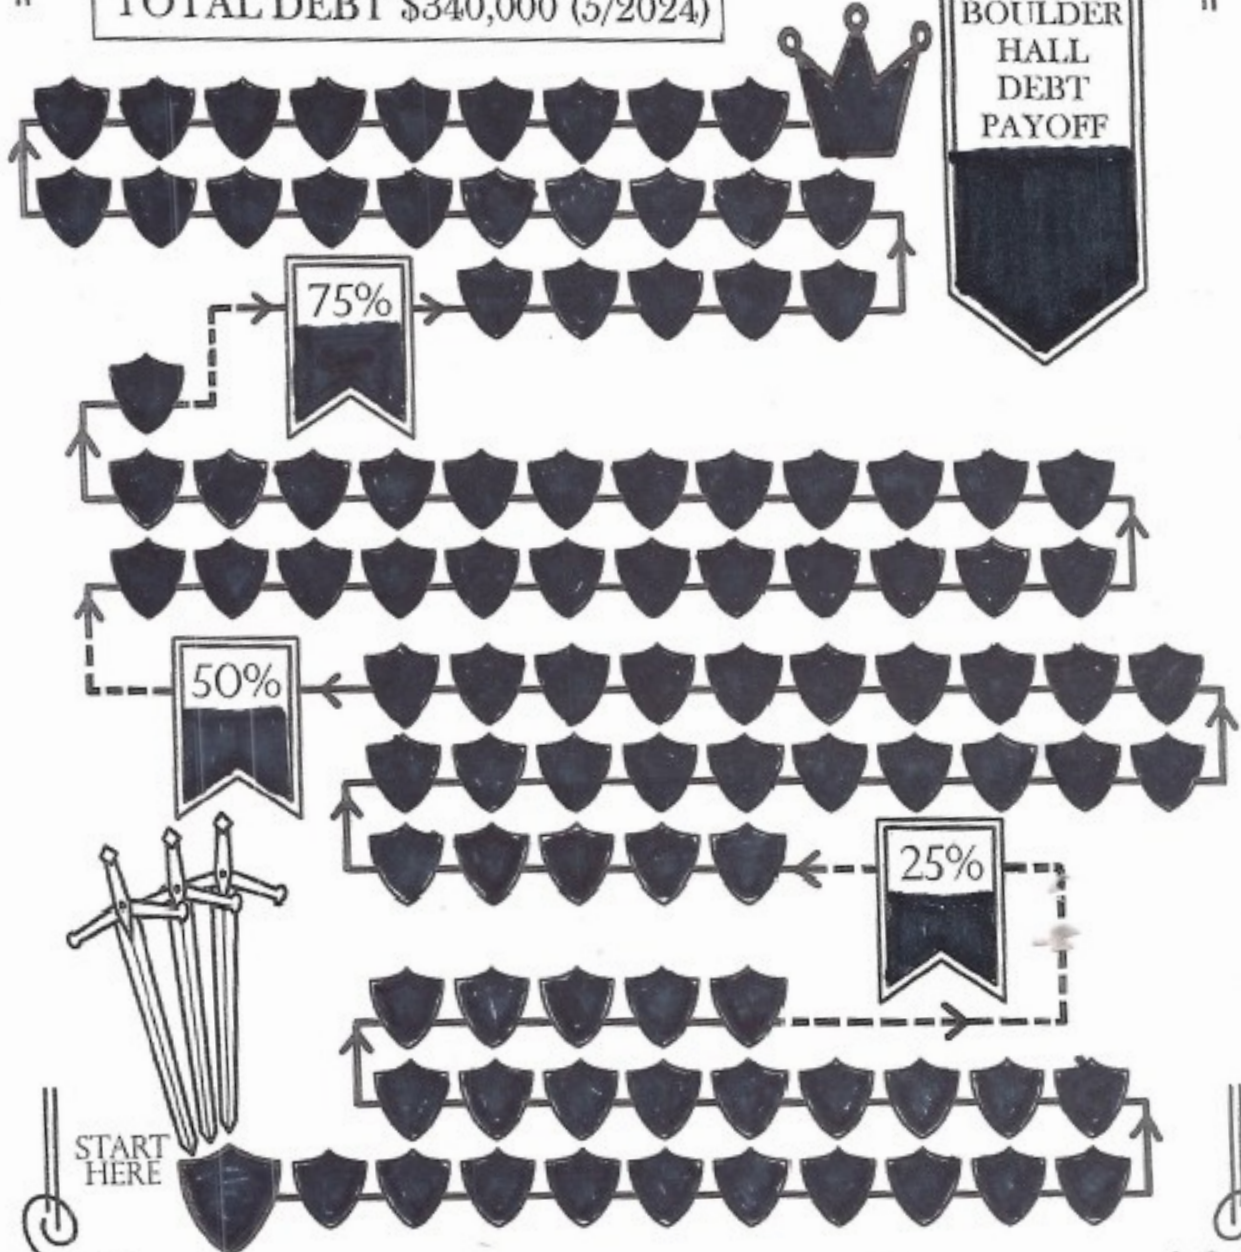 TOTAL DEBT $340,000 (5/2024)
BOULDER
HALL
DEBT
PAYOFF
75%
50%
25%
START
HERE